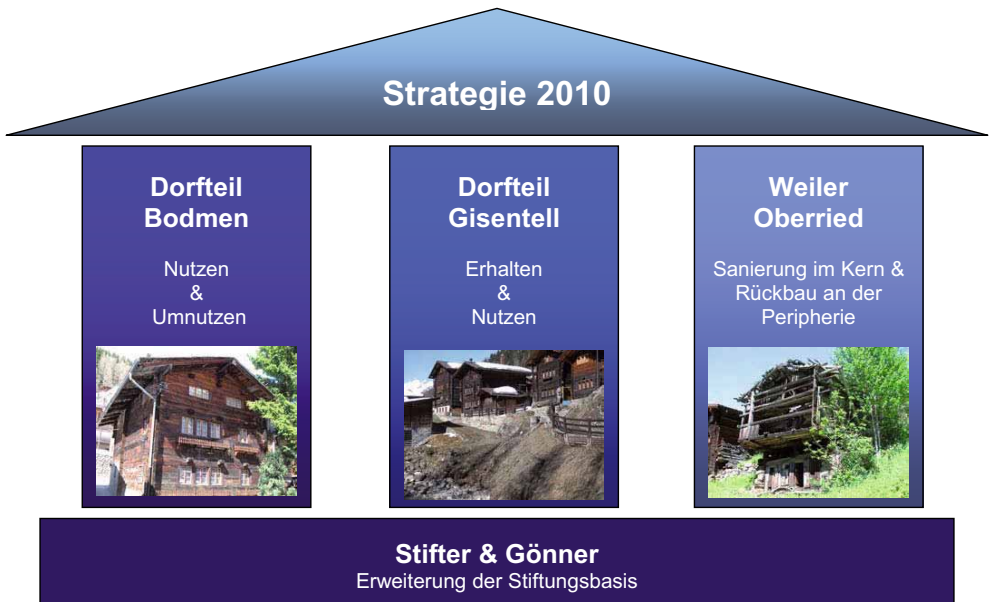 Strategie 2010
Dorfteil
Bodmen
Nutzen
&
Umnutzen
Dorfteil
Gisentell
Erhalten
&
Nutzen
Weiler
Oberried
Sanierung im Kern &
Rückbau an der
Peripherie
Stifter & Gönner
Erweiterung der Stiftungsbasis